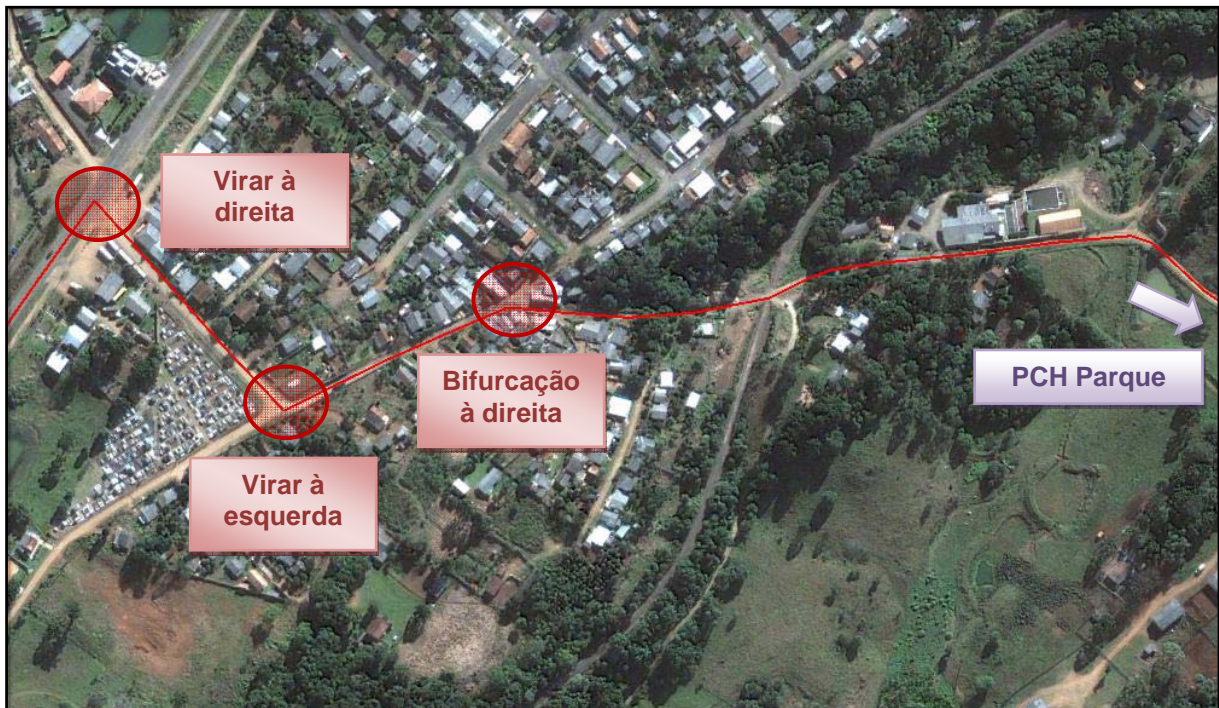 Virar à
direita
Bifurcação
à direita
Virar à
esquerda
PCH Parque